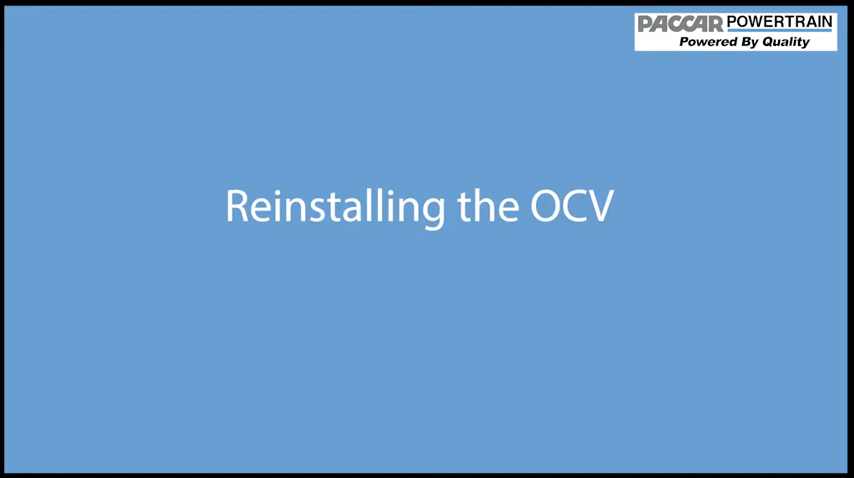 PACCAR POWERTRAIN
Powered By Quality
Reinstalling the OCV